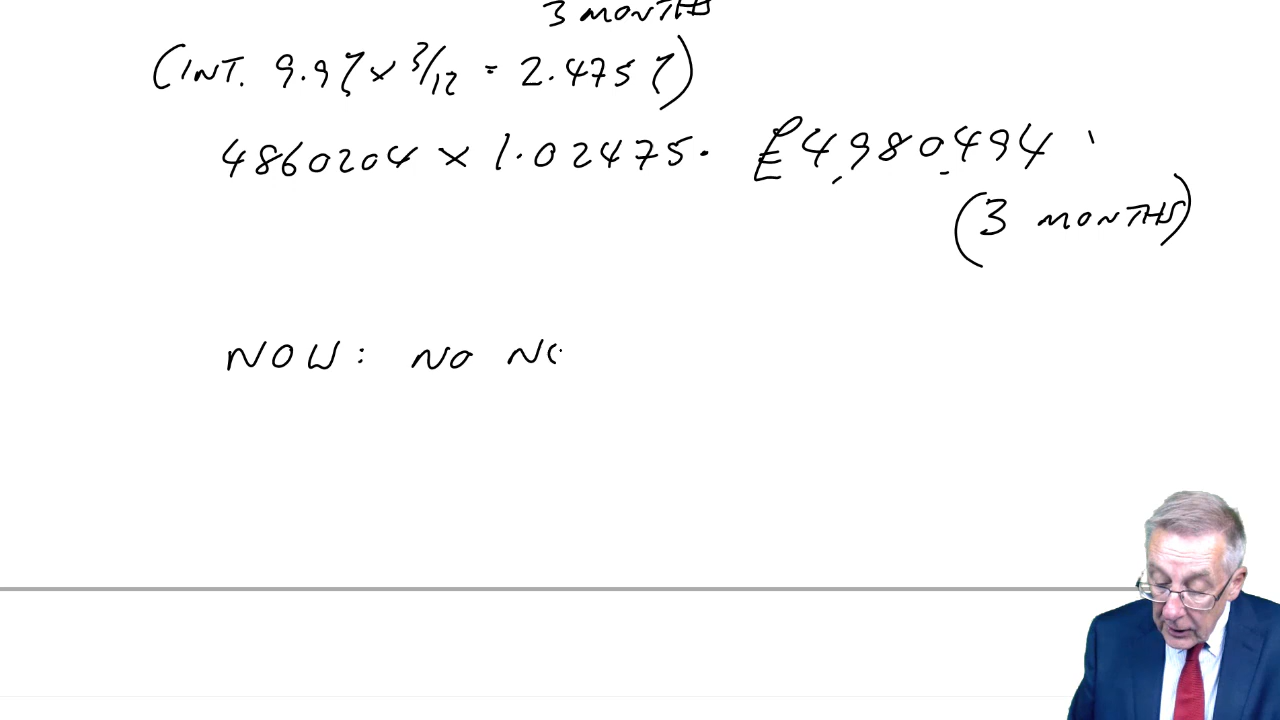 3 MONTHS
(INT. 9.9% × 3/12 = 2.475%)
4860204 × 1.02475 = £4,980,494
(3 MONTHS)
NOW: NO